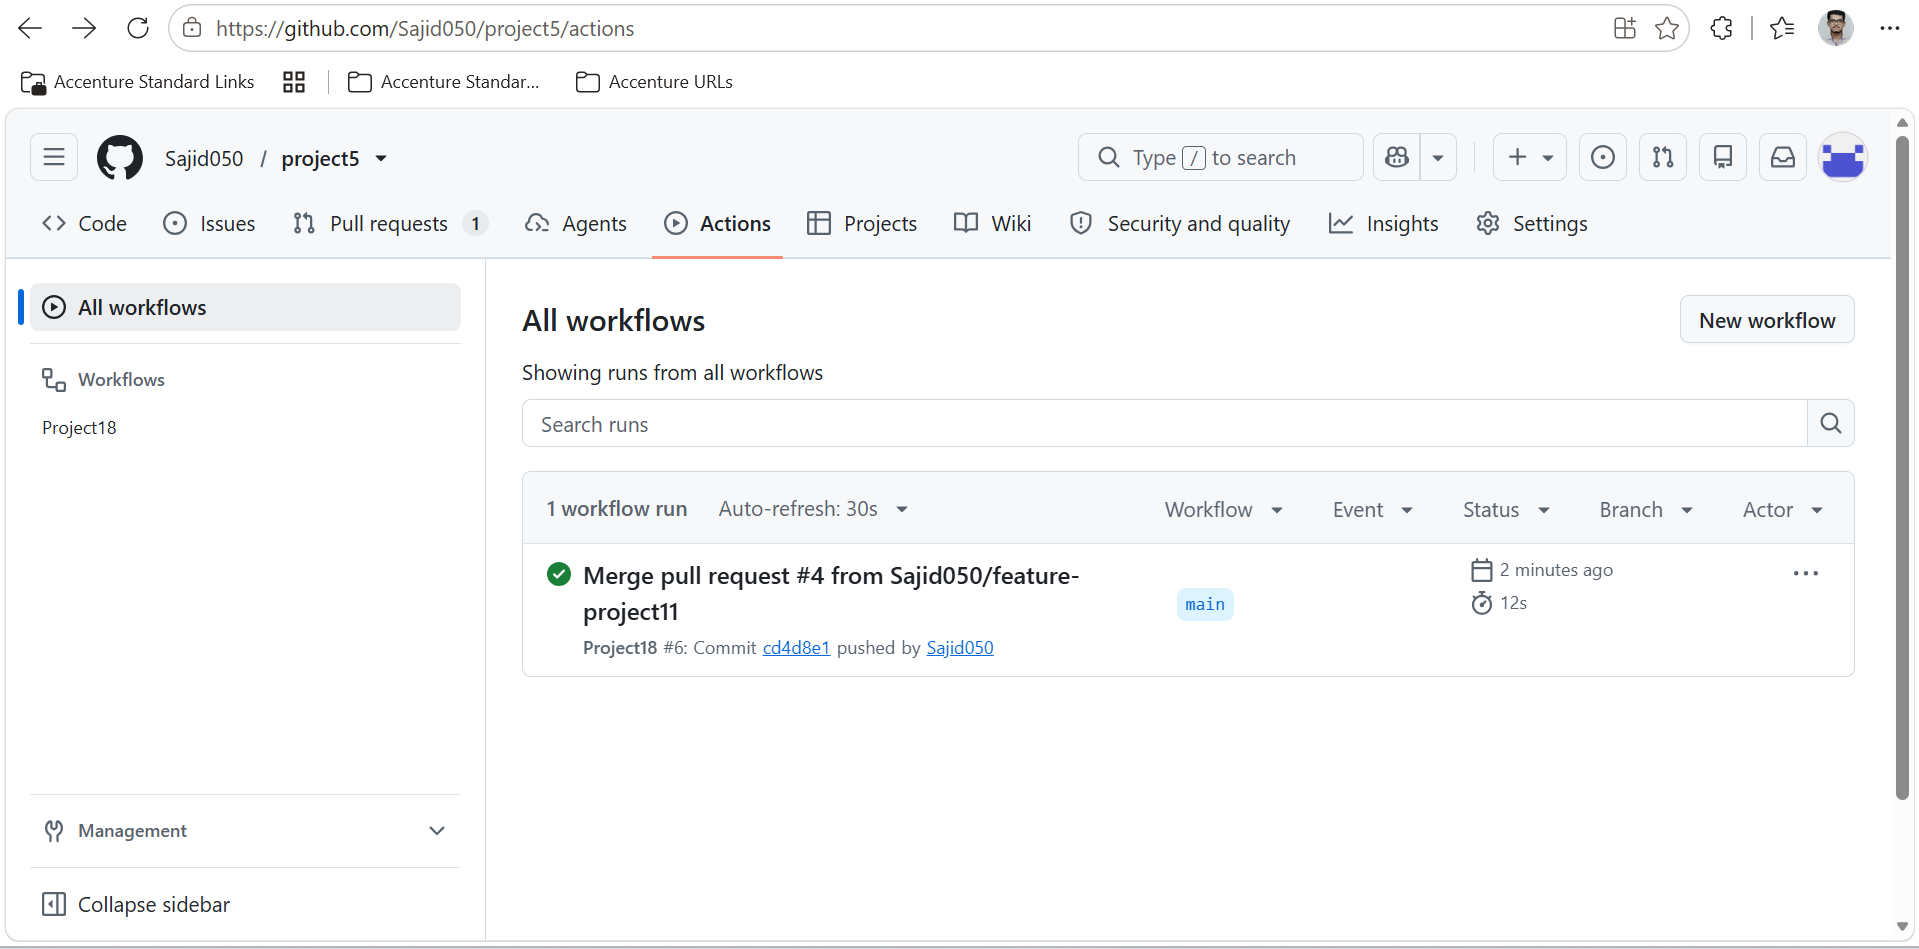 https://github.com/Sajid050/project5/actions
Accenture Standard Links
Accenture Standar...
Accenture URLs
Sajid050 / project5
Type / to search
Code
Issues
Pull requests 1
Agents
Actions
Projects
Wiki
Security and quality
Insights
Settings
All workflows
Workflows
Project18
Management
Collapse sidebar
All workflows
New workflow
Showing runs from all workflows
Search runs
1 workflow run
Auto-refresh: 30s
Workflow
Event
Status
Branch
Actor
Merge pull request #4 from Sajid050/feature-
project11
Project18 #6: Commit cd4d8e1 pushed by Sajid050
main
2 minutes ago
12s